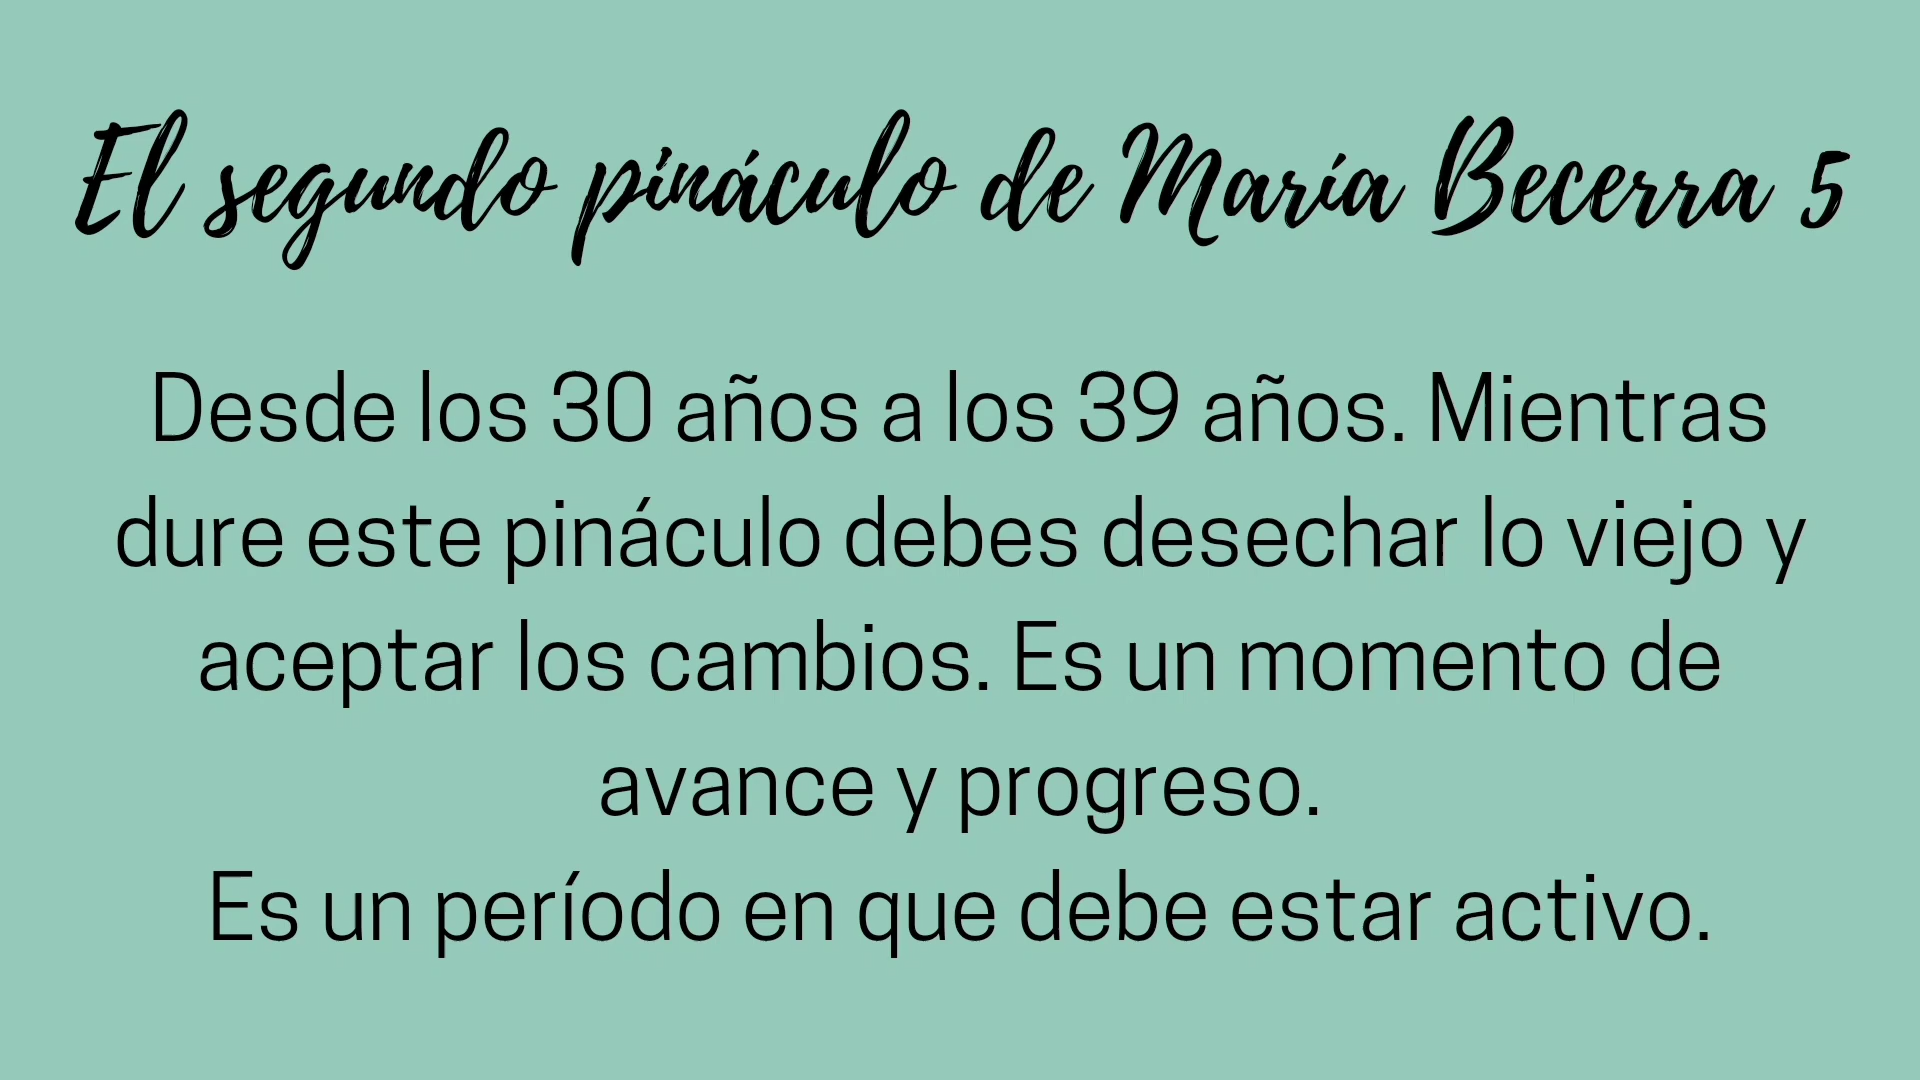 El segundo pináculo de María Becerra 5
Desde los 30 años a los 39 años. Mientras
dure este pináculo debes desechar lo viejo y
aceptar los cambios. Es un momento de
avance y progreso.
Es un período en que debe estar activo.